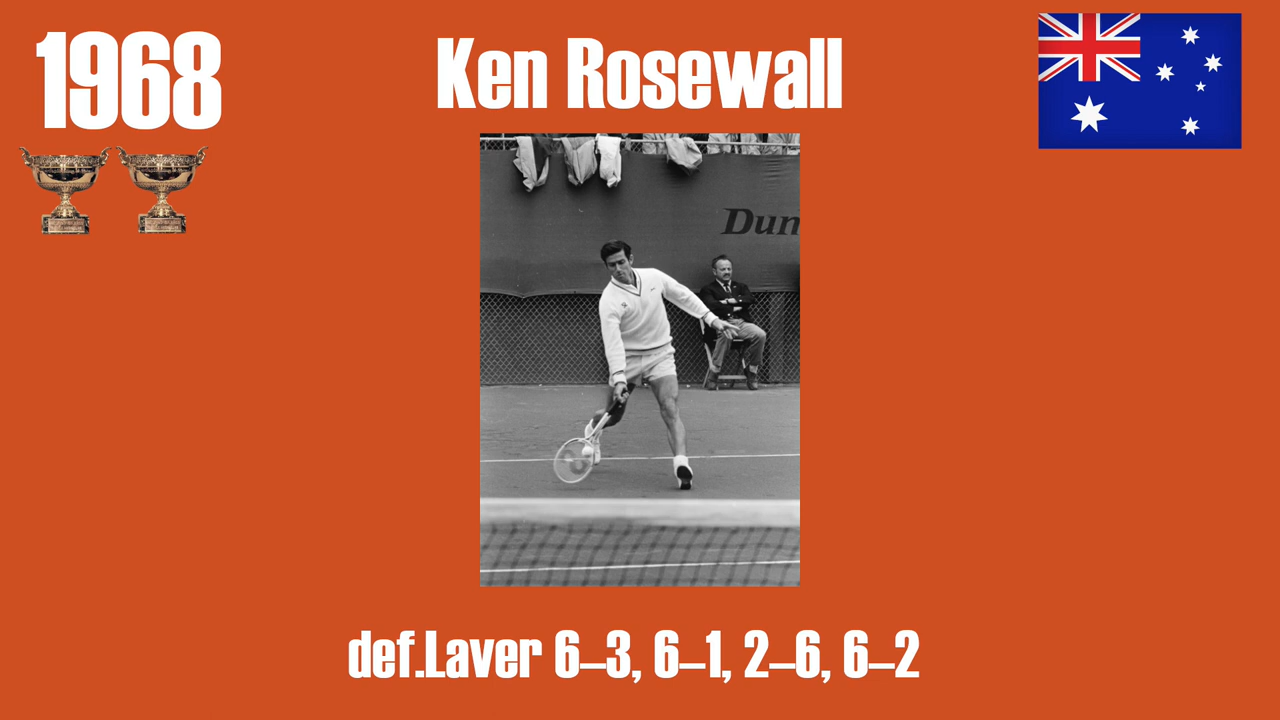 1968
Ken Rosewall
Dun
def.Laver 6–3, 6–1, 2–6, 6–2